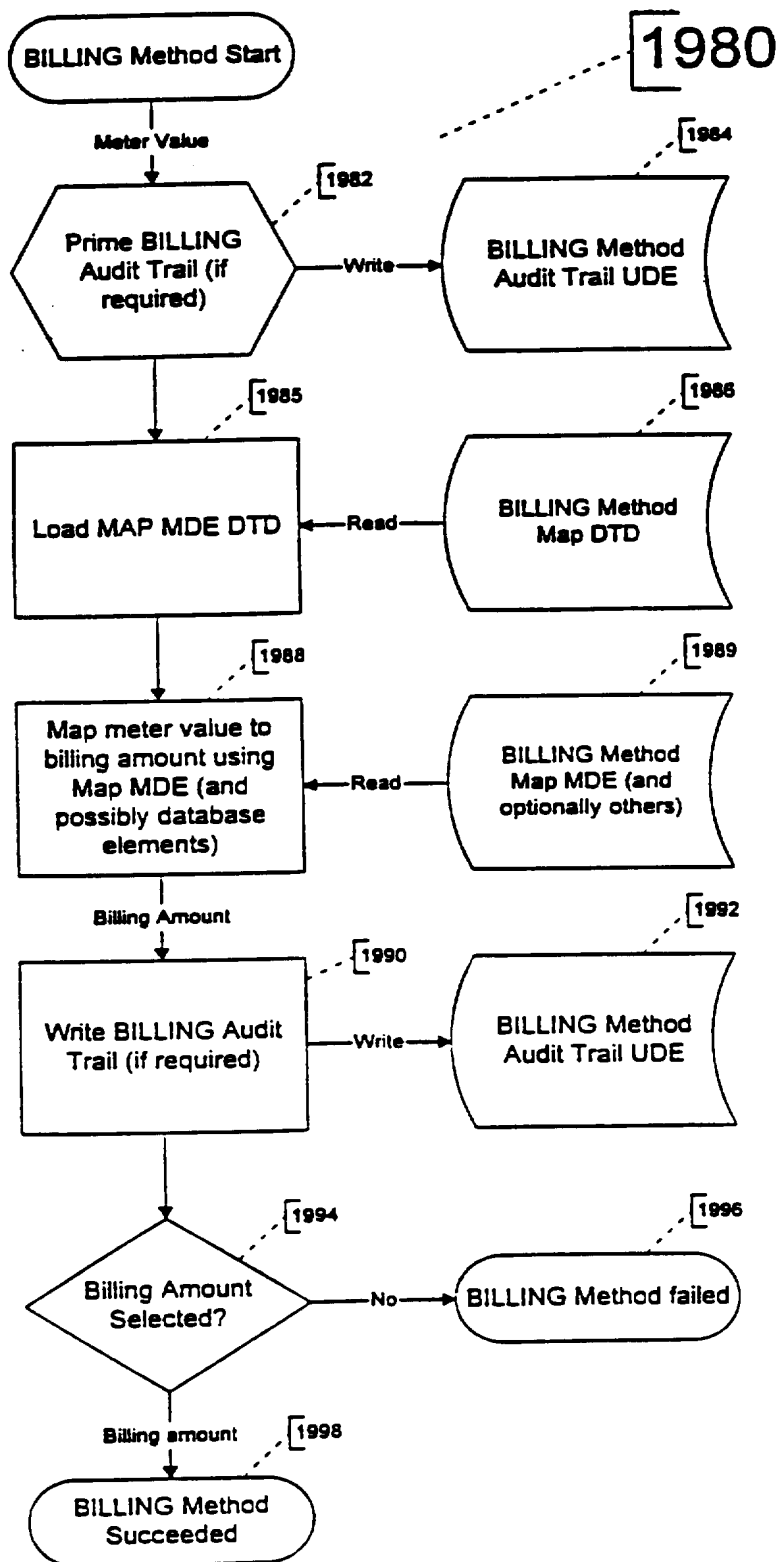 BILLING Method Start
1980
Meter Value
1982
1984
Prime BILLING
Audit Trail (if
required)
Write
BILLING Method
Audit Trail UDE
1985
1986
Load MAP MDE DTD
Read
BILLING Method
Map DTD
1988
1989
Map meter value to
billing amount using
Map MDE (and
possibly database
elements)
Read
BILLING Method
Map MDE (and
optionally others)
Billing Amount
1990
1992
Write BILLING Audit
Trail (if required)
Write
BILLING Method
Audit Trail UDE
1994
1996
Billing Amount
Selected?
No
BILLING Method failed
Billing amount
1998
BILLING Method
Succeeded